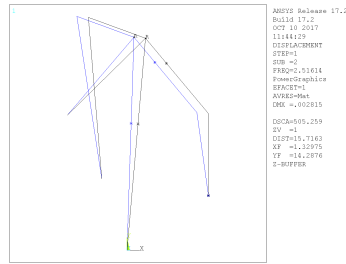 1
ANSYS Release 17.2
Build 17.2
OCT 10 2017
11:44:29
DISPLACEMENT
STEP=1
SUB =2
FREQ=2.51614
PowerGraphics
EFACET=1
AVRES=Mat
DMX =.002815
DSCA=505.259
ZV =1
DIST=15.7163
XF =1.32975
YF =14.2876
Z-BUFFER
X